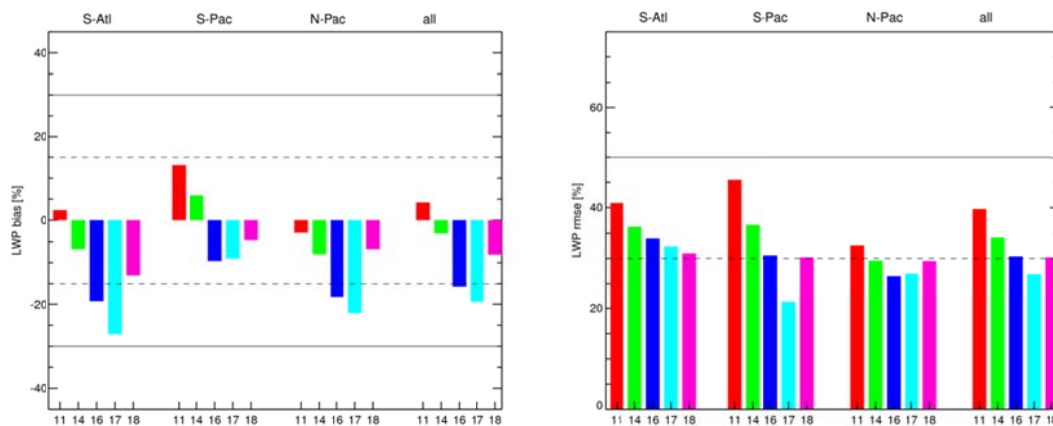 S-Atl S-Pac N-Pac all
LWP bias [%]
40
20
0
-20
-40
11 14 16 17 18 11 14 16 17 18 11 14 16 17 18 11 14 16 17 18
S-Atl S-Pac N-Pac all
LWP rmse [%]
60
40
20
0
11 14 16 17 18 11 14 16 17 18 11 14 16 17 18 11 14 16 17 18